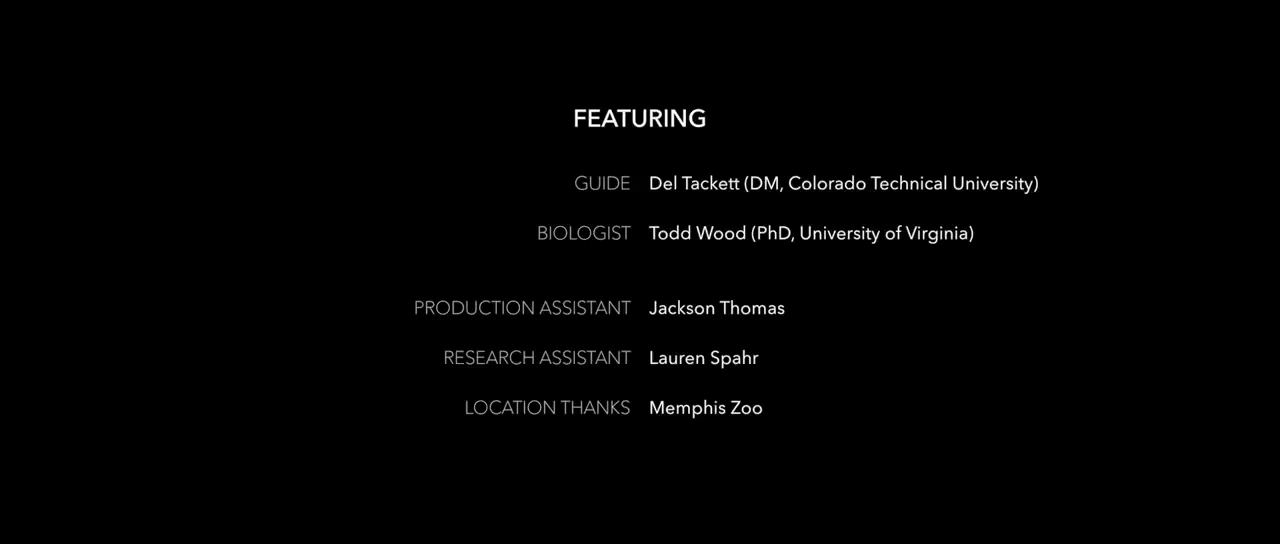 FEATURING
GUIDE Del Tackett (DM, Colorado Technical University)
BIOLOGIST Todd Wood (PhD, University of Virginia)
PRODUCTION ASSISTANT Jackson Thomas
RESEARCH ASSISTANT Lauren Spahr
LOCATION THANKS Memphis Zoo